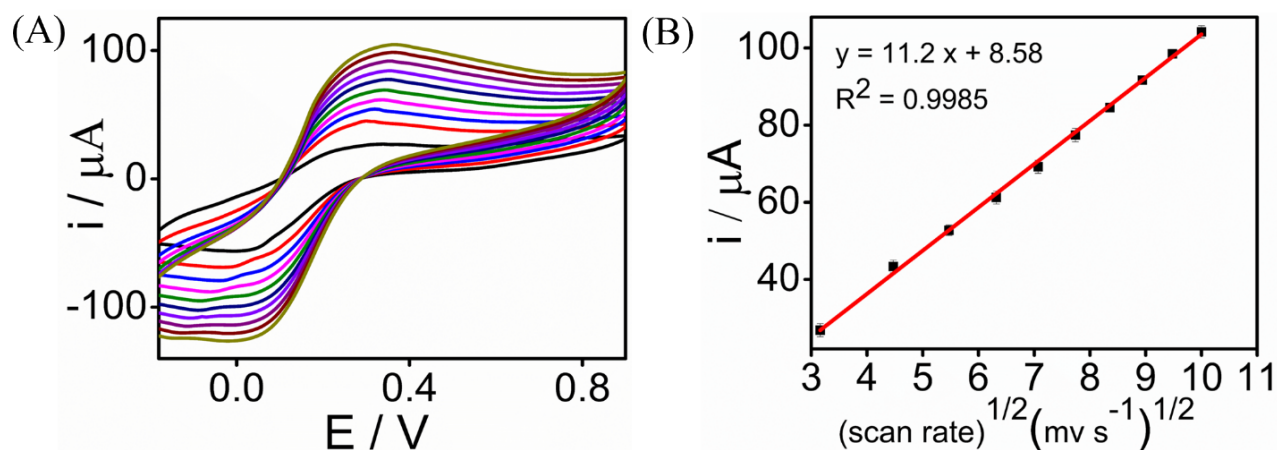 (A)
100
0
-100
i / μA
0.0
0.4
0.8
E / V
(B)
y = 11.2 x + 8.58
R² = 0.9985
100
80
60
40
i / μA
3 4 5 6 7 8 9 10 11
(scan rate)^1/2(mv s^-1)^1/2